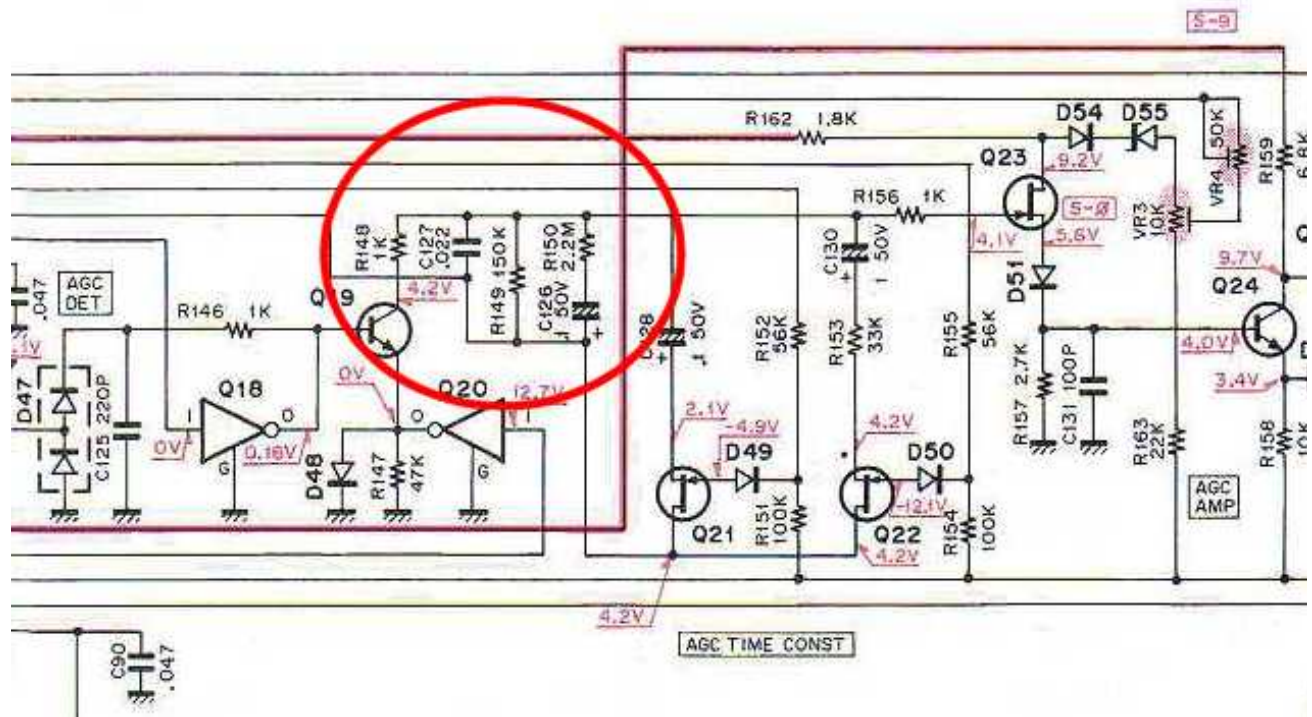 S-9
R162 1.8K
D54 D55
VR4 50K
R159 6.8K
Q23
9.2V
S-Ø
5.6V
R156 1K
4.1V
VR3 10K
R148 1K
C127 .022
R149 150K
R150 2.2M
C126 .1 50V
C130 1 50V
+
+
+
D51
9.7V
Q24
4.0V
3.4V
.047
AGC DET
R146 1K
Q19
4.2V
.1 50V
R152 56K
R153 33K
R155 56K
R157 2.7K
C131 100P
R163 22K
R158 10K
D47
C125 220P
Q18
I
O
G
0V
0.16V
0V
Q20
O
I
12.7V
G
D48
R147 47K
2.1V
-4.9V
D49
Q21
R151 100K
4.2V
D50
-12.1V
Q22
4.2V
R154 100K
AGC AMP
4.2V
AGC TIME CONST
C90 .047